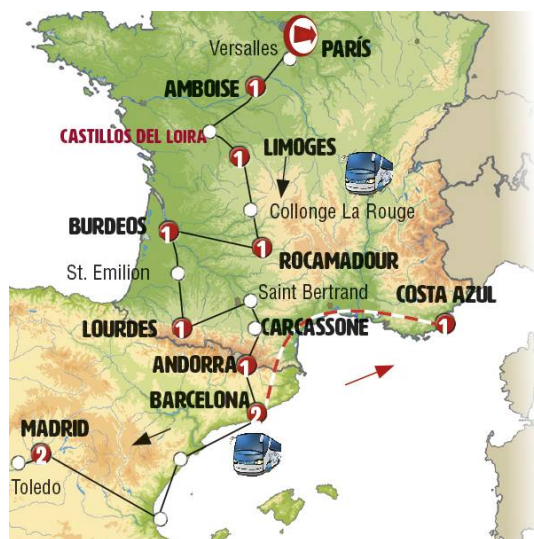 Versalles
PARÍS
AMBOISE
1
CASTILLOS DEL LOIRA
LIMOGES
1
Collonge La Rouge
BURDEOS
1
1
ROCAMADOUR
St. Emilion
Saint Bertrand
COSTA AZUL
1
LOURDES
1
CARCASSONE
ANDORRA
1
BARCELONA
2
MADRID
2
Toledo